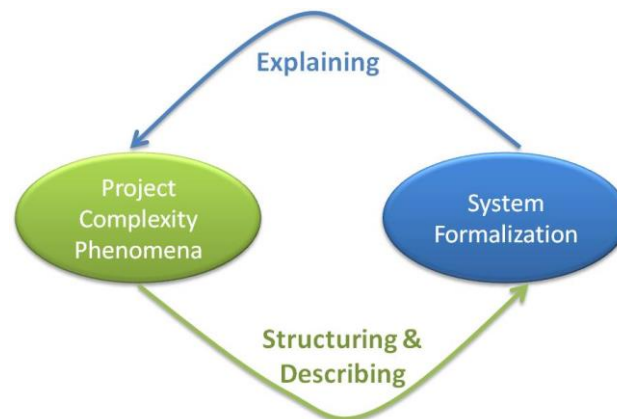 Explaining
Project
Complexity
Phenomena
System
Formalization
Structuring &
Describing